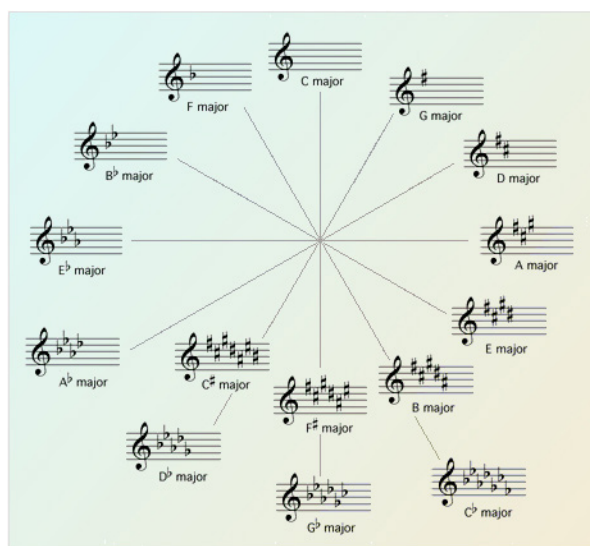 C major
F major
G major
B♭ major
D major
E♭ major
A major
E major
A♭ major
C♯ major
B major
F♯ major
D♭ major
C♭ major
G♭ major